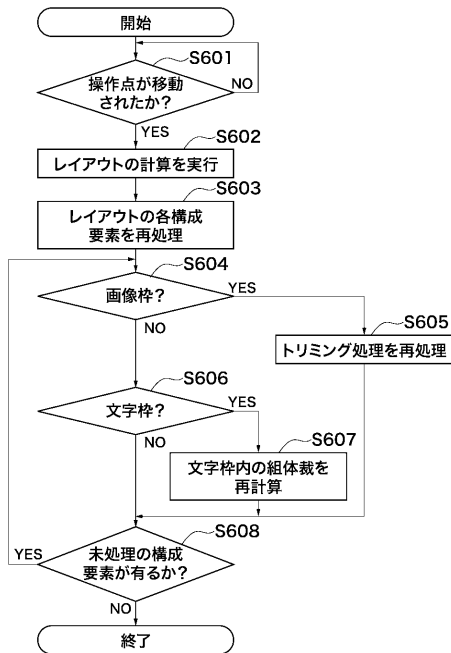 開始
S601
操作点が移動
されたか?
NO
YES
S602
レイアウトの計算を実行
S603
レイアウトの各構成
要素を再処理
S604
画像枠?
YES
NO
S605
トリミング処理を再処理
S606
文字枠?
YES
NO
S607
文字枠内の組体裁を
再計算
S608
未処理の構成
要素が有るか?
YES
NO
終了